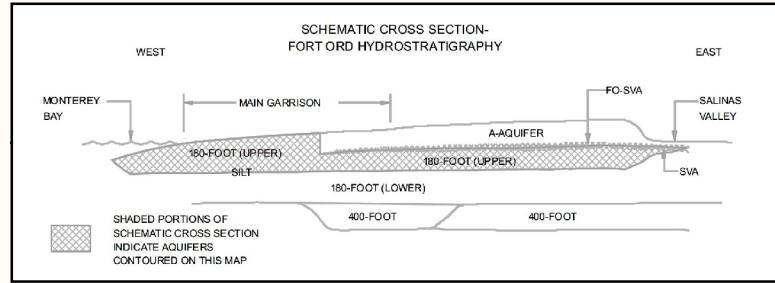 SCHEMATIC CROSS SECTION-
FORT ORD HYDROSTRATIGRAPHY
WEST
EAST
FO-SVA
MONTEREY
BAY
MAIN GARRISON
SALINAS
VALLEY
A-AQUIFER
180-FOOT (UPPER)
180-FOOT (UPPER)
SILT
SVA
180-FOOT (LOWER)
400-FOOT
400-FOOT
SHADED PORTIONS OF
SCHEMATIC CROSS SECTION
INDICATE AQUIFERS
CONTOURED ON THIS MAP